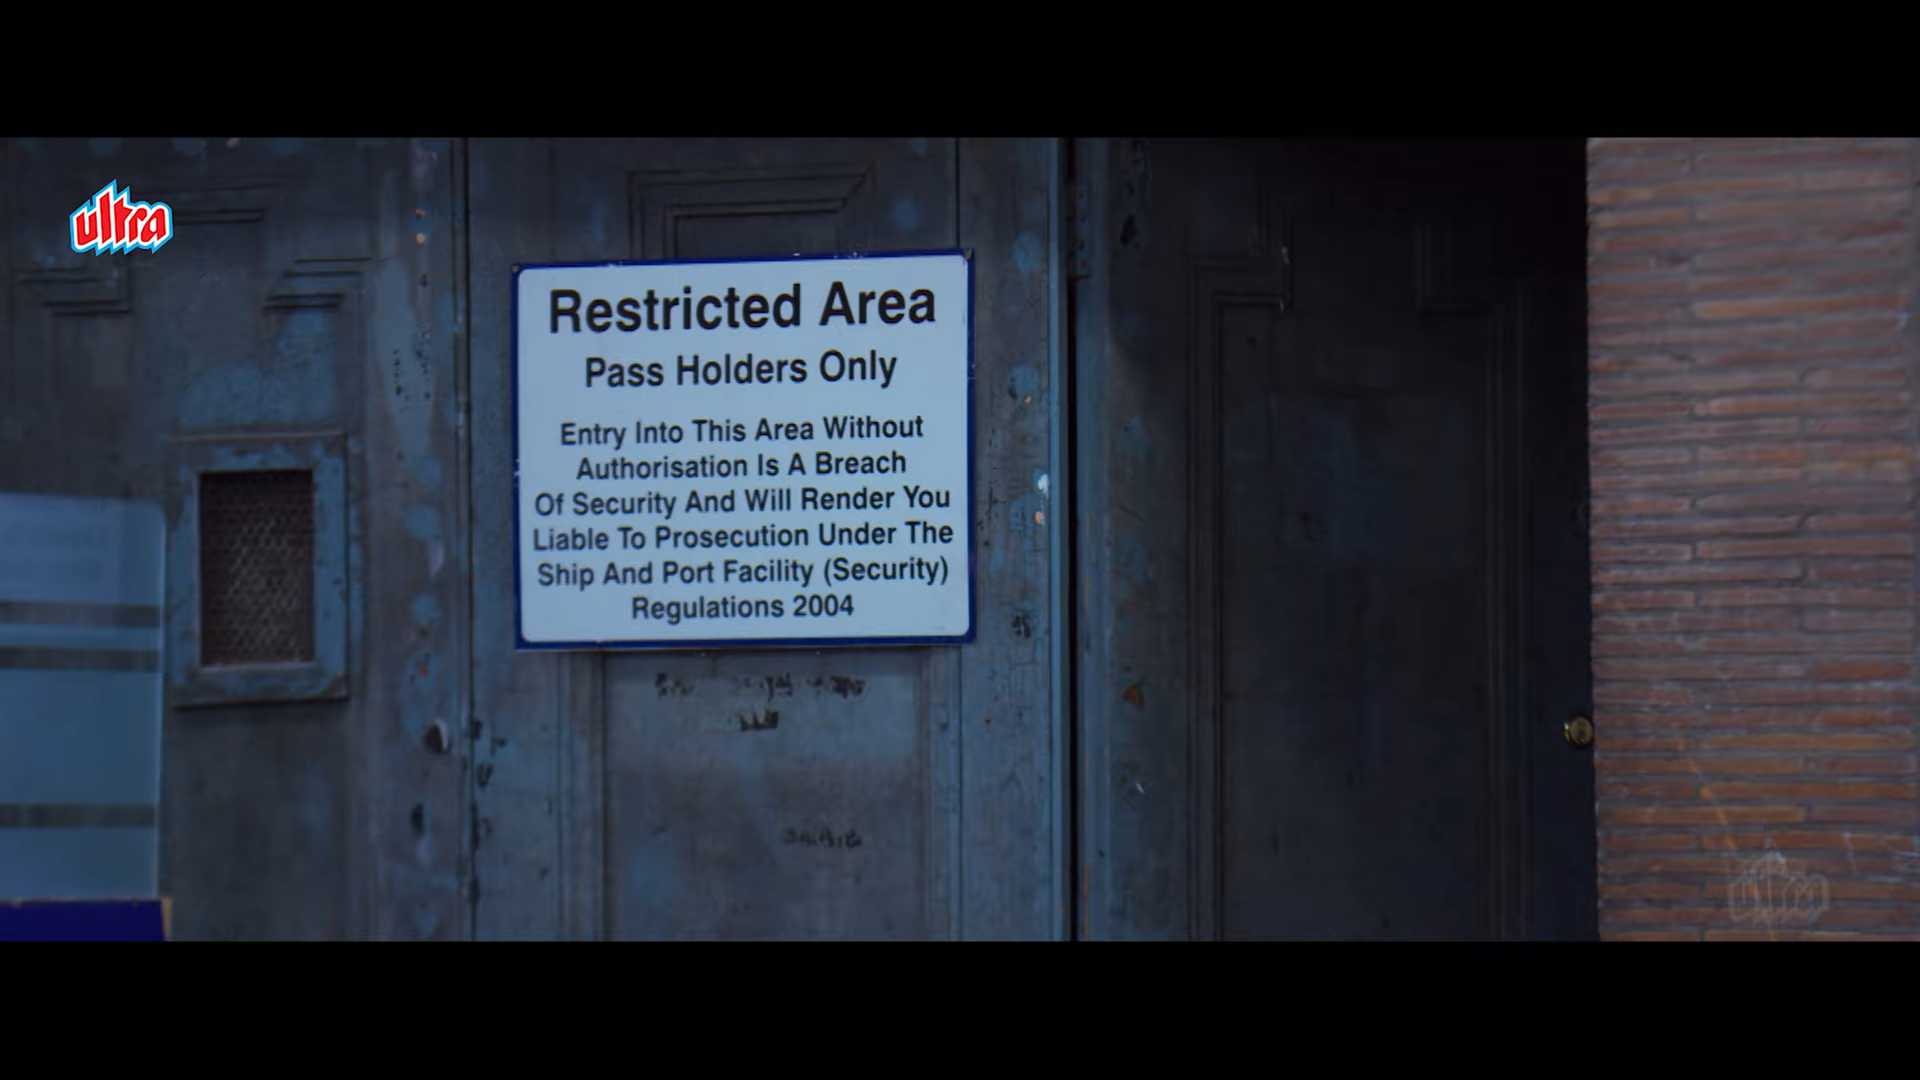 ultra
Restricted Area
Pass Holders Only
Entry Into This Area Without
Authorisation Is A Breach
Of Security And Will Render You
Liable To Prosecution Under The
Ship And Port Facility (Security)
Regulations 2004
ultra